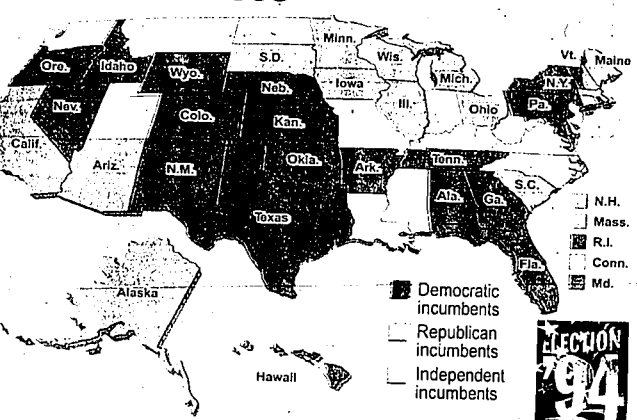 Minn.
Vt.
Maine
Ore.
Idaho
Wyo.
S.D.
Wis.
Mich.
N.Y.
Nev.
Neb.
Iowa
Ill.
Ohio
Pa.
Calif.
Colo.
Kan.
Ariz.
N.M.
Okla.
Ark.
Tenn.
S.C.
Texas
Ala.
Ga.
Fla.
N.H.
Mass.
R.I.
Conn.
Md.
Alaska
Hawaii
Democratic
incumbents
Republican
incumbents
Independent
incumbents
ELECTION
'94